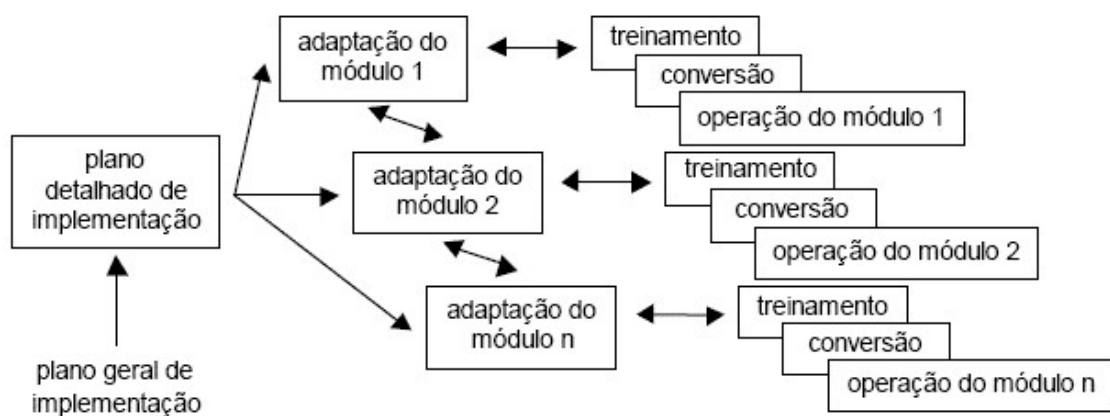 adaptação do
módulo 1
treinamento
conversão
operação do módulo 1
plano
detalhado de
implementação
adaptação do
módulo 2
treinamento
conversão
operação do módulo 2
adaptação do
módulo n
treinamento
conversão
operação do módulo n
plano geral de
implementação